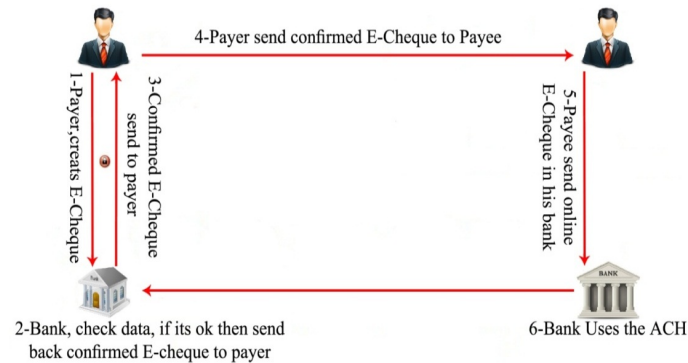 4-Payer send confirmed E-Cheque to Payee
1-Payer,creats E-Cheque
3-Confirmed E-Cheque
send to payer
5-Payee send online
E-Cheque in his bank
BANK
2-Bank, check data, if its ok then send
back confirmed E-cheque to payer
6-Bank Uses the ACH